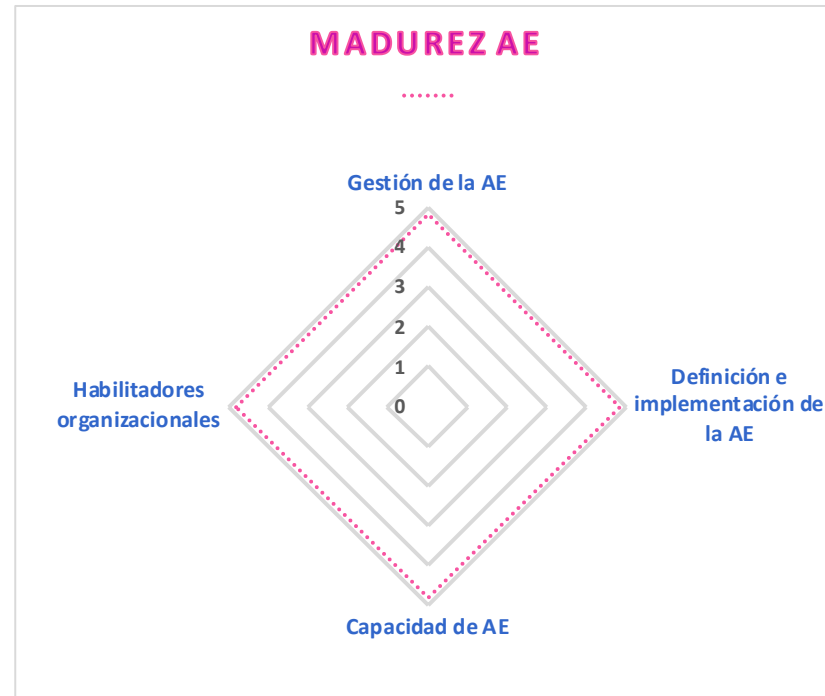 MADUREZ AE
Gestión de la AE
5
4
3
2
1
0
Habilitadores
organizacionales
Definición e
implementación de
la AE
Capacidad de AE